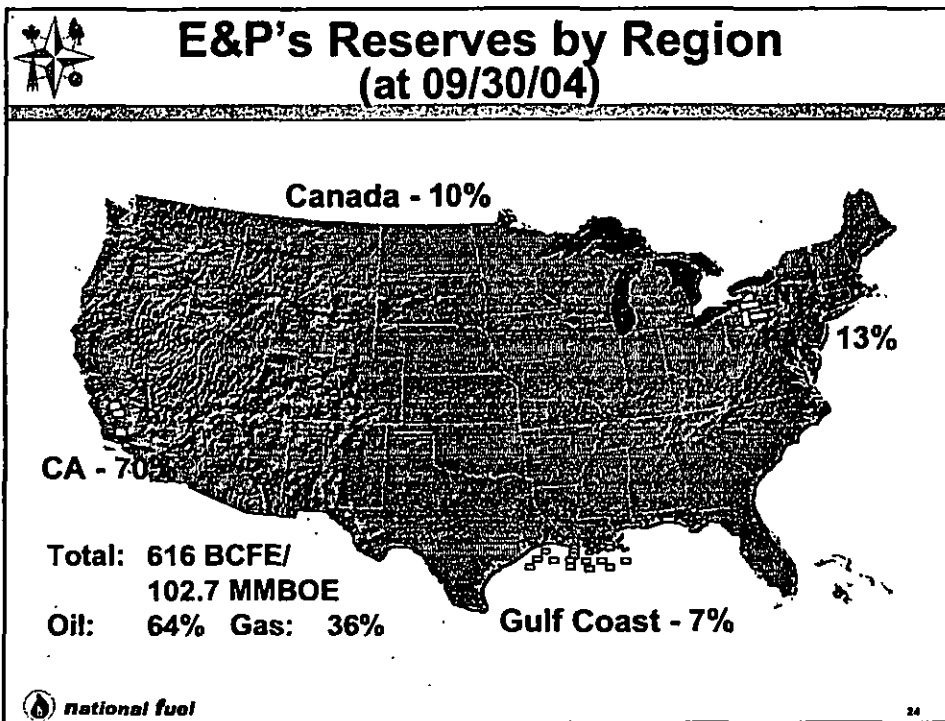 E&P's Reserves by Region
(at 09/30/04)
Canada - 10%
13%
CA - 70%
Total: 616 BCFE/
102.7 MMBOE
Oil: 64% Gas: 36%
Gulf Coast - 7%
national fuel
24